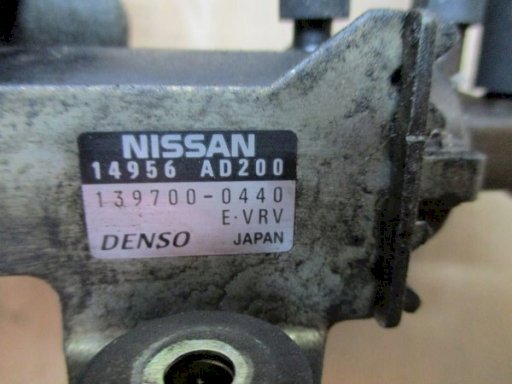 NISSAN
14956 AD200
139700-0440
E·VRV
DENSO JAPAN